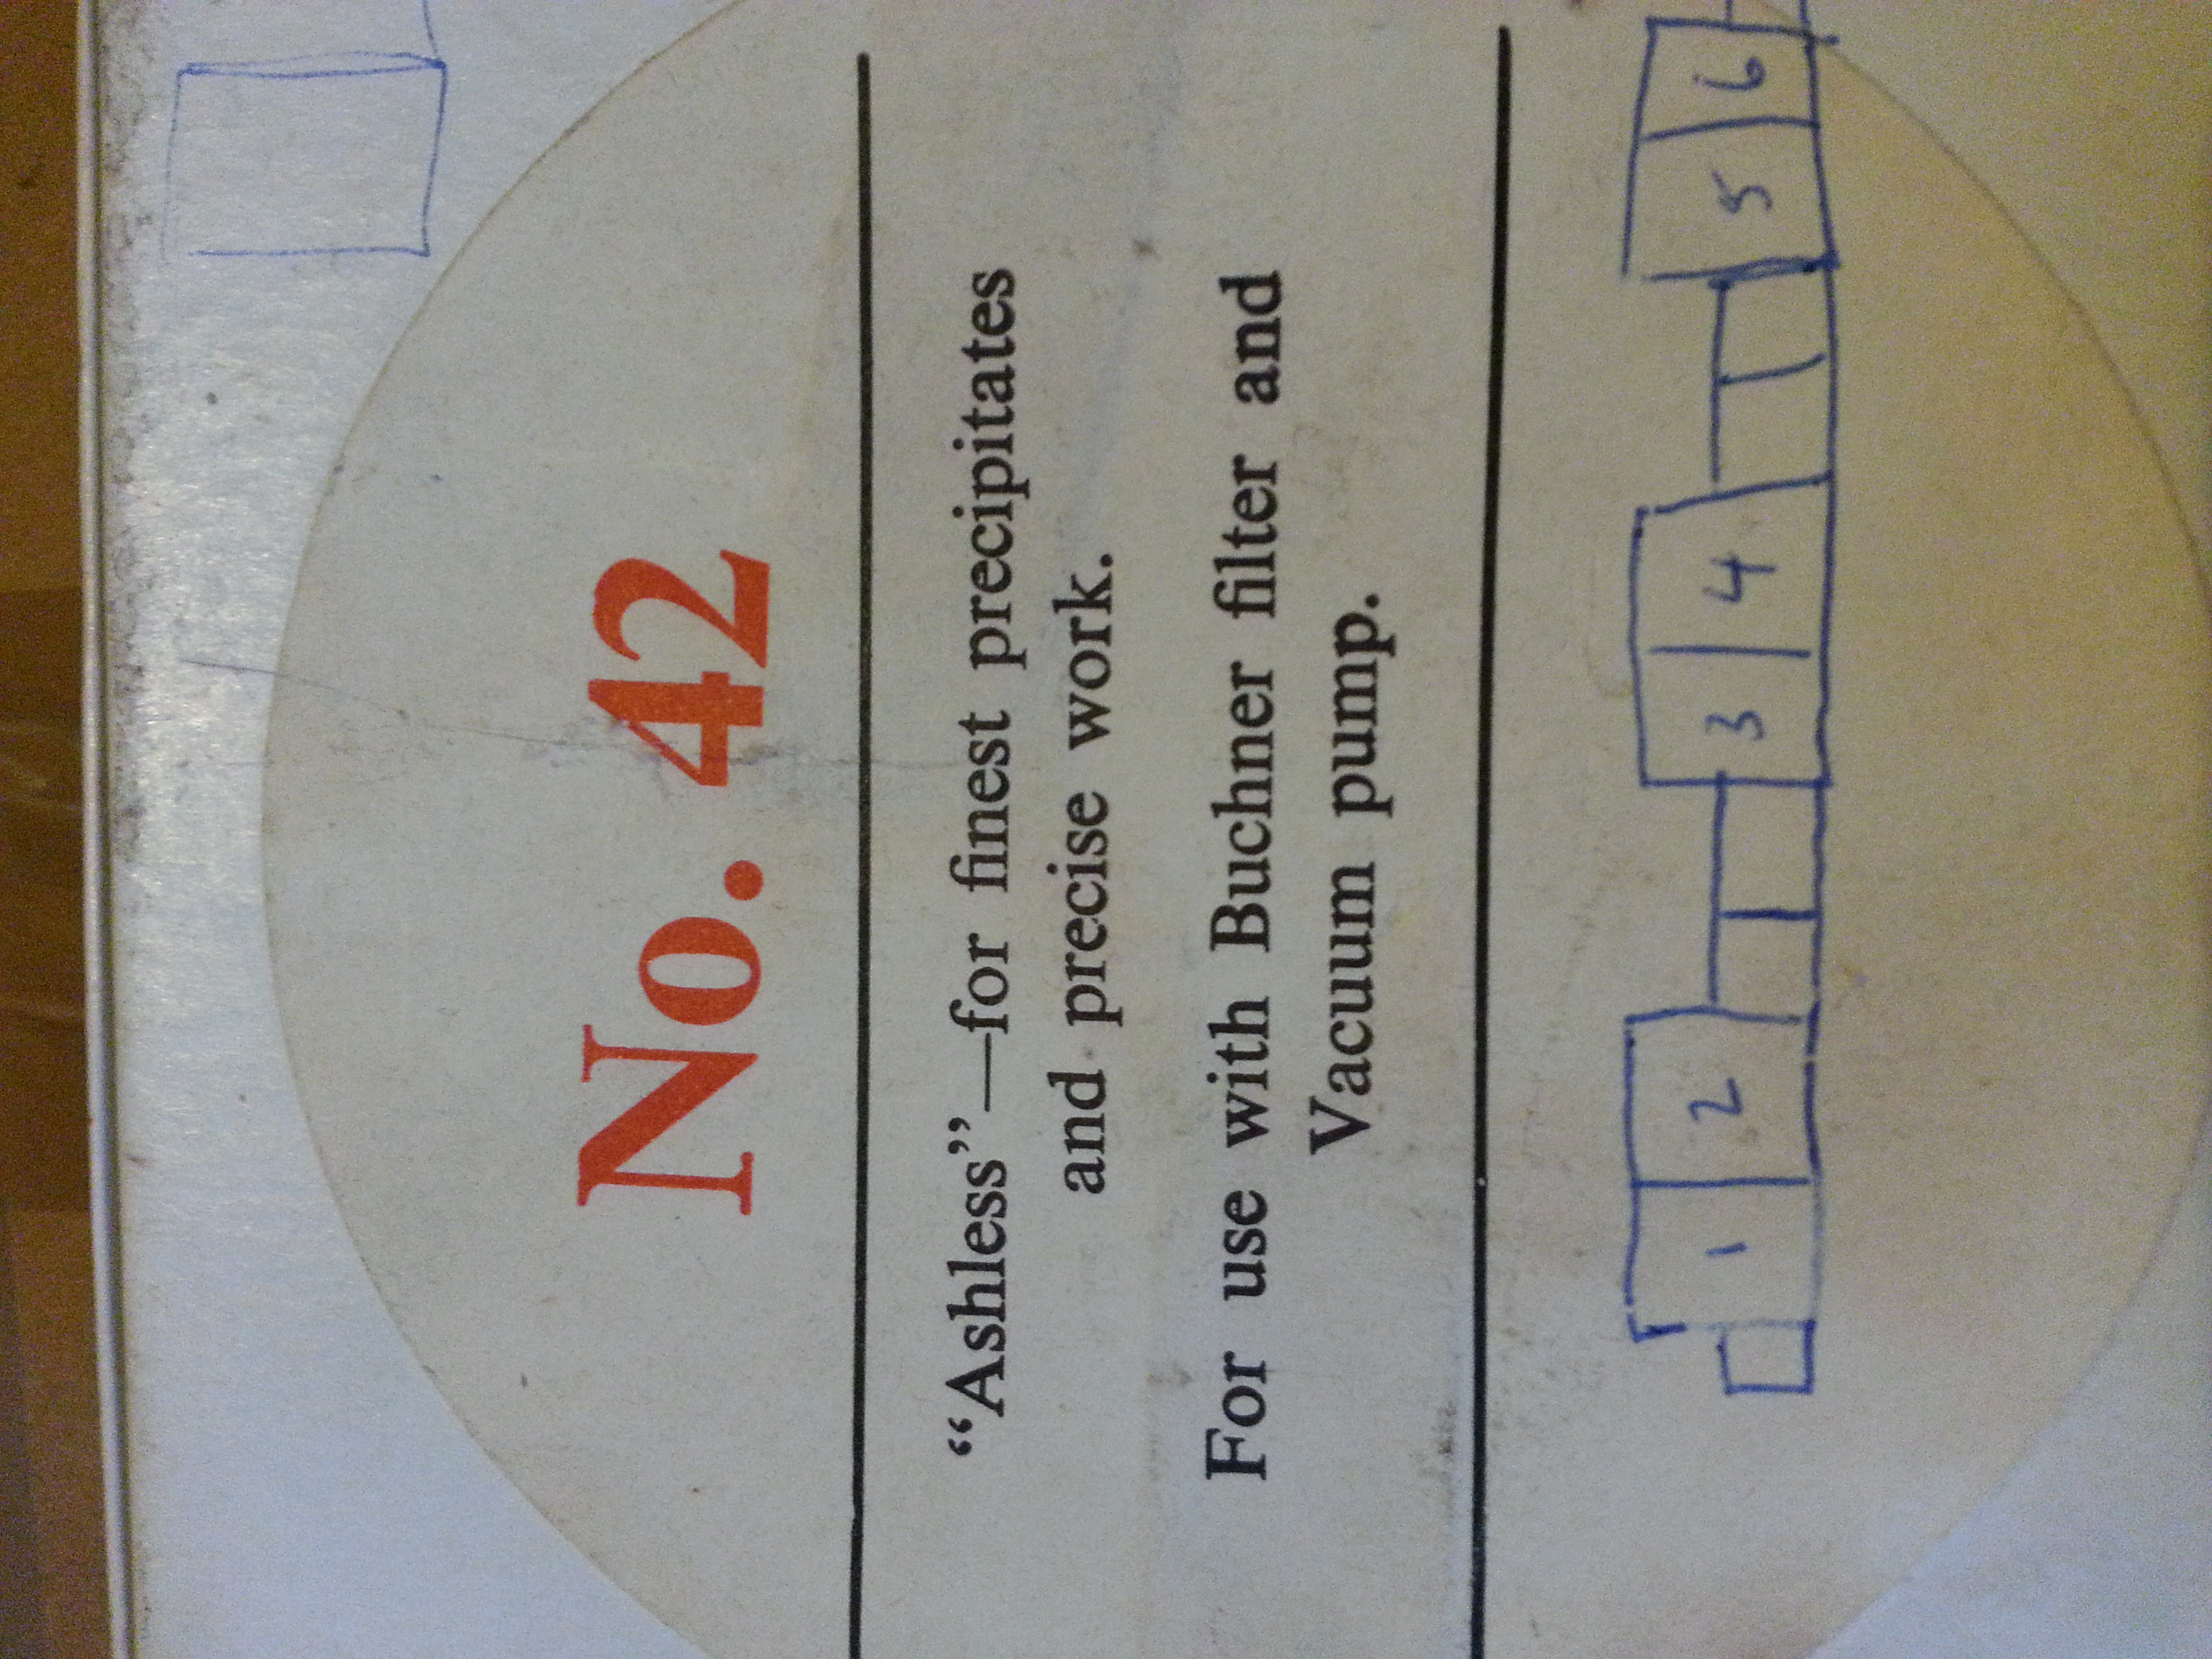 No. 42
“Ashless”—for finest precipitates
and precise work.
For use with Buchner filter and
Vacuum pump.
1 2 3 4 5 6